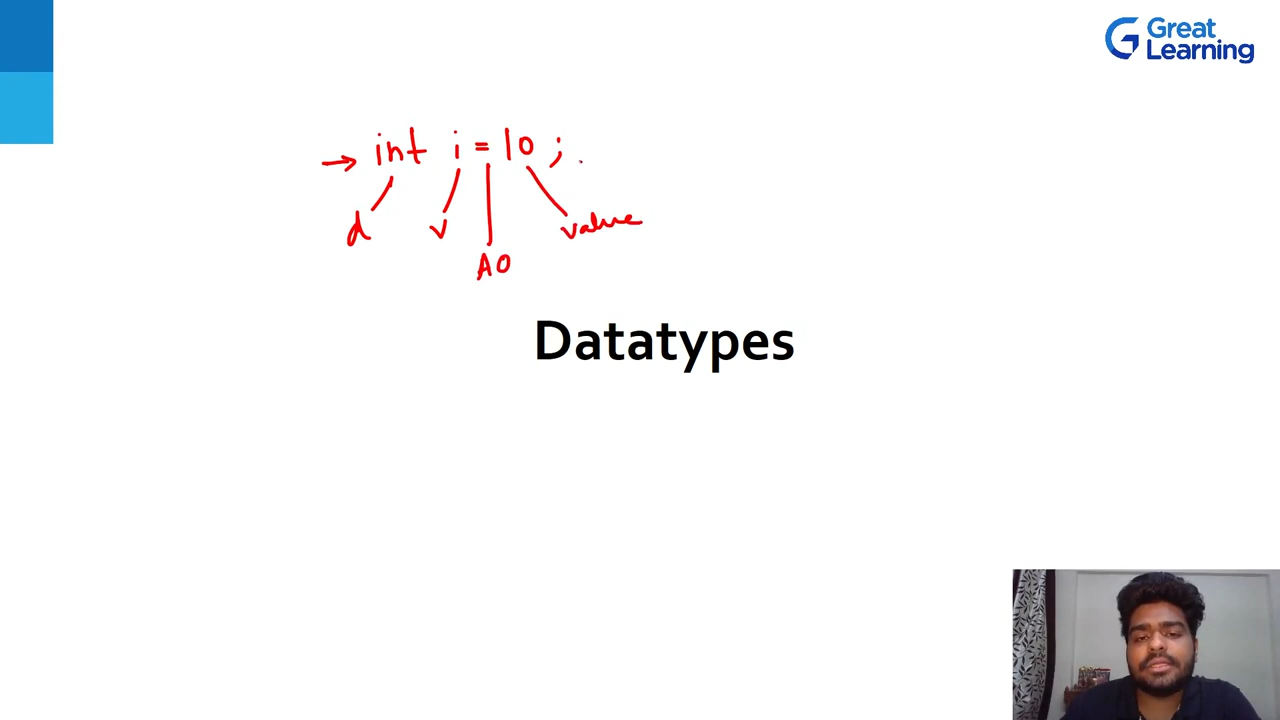 Great
Learning
→ int i = 10 ;
d v value
AO
Datatypes